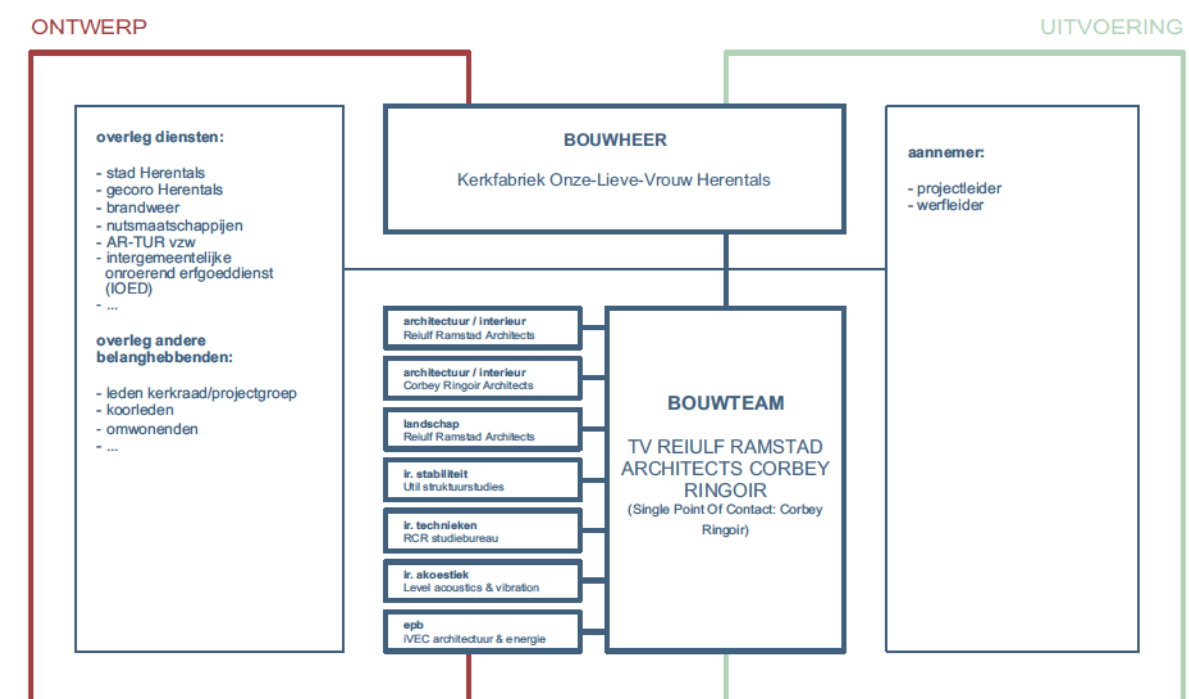 ONTWERP
UITVOERING
overleg diensten:
- stad Herentals
- gecoro Herentals
- brandweer
- nutsmaatschappijen
- AR-TUR vzw
- intergemeentelijke
onroerend erfgoeddienst
(IOED)
- ...
overleg andere
belanghebbenden:
- leden kerkraad/projectgroep
- koorleden
- omwonenden
- ...
BOUWHEER
Kerkfabriek Onze-Lieve-Vrouw Herentals
architectuur / interieur
Reiulf Ramstad Architects
architectuur / interieur
Corbey Ringoir Architects
landschap
Reiulf Ramstad Architects
ir. stabiliteit
Util struktuurstudies
ir. technieken
RCR studiebureau
ir. akoestiek
Level acoustics & vibration
epb
iVEC architectuur & energie
BOUWTEAM
TV REIULF RAMSTAD
ARCHITECTS CORBEY
RINGOIR
(Single Point Of Contact: Corbey
Ringoir)
aannemer:
- projectleider
- werfleider